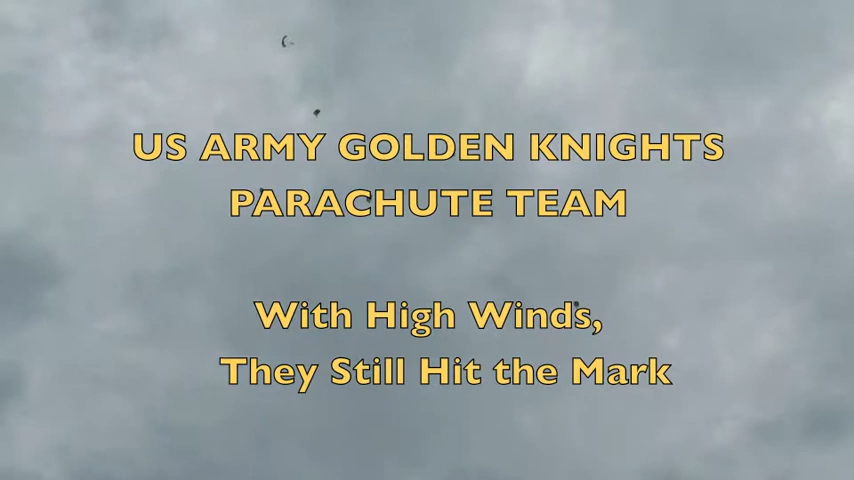 US ARMY GOLDEN KNIGHTS
PARACHUTE TEAM
With High Winds,
They Still Hit the Mark